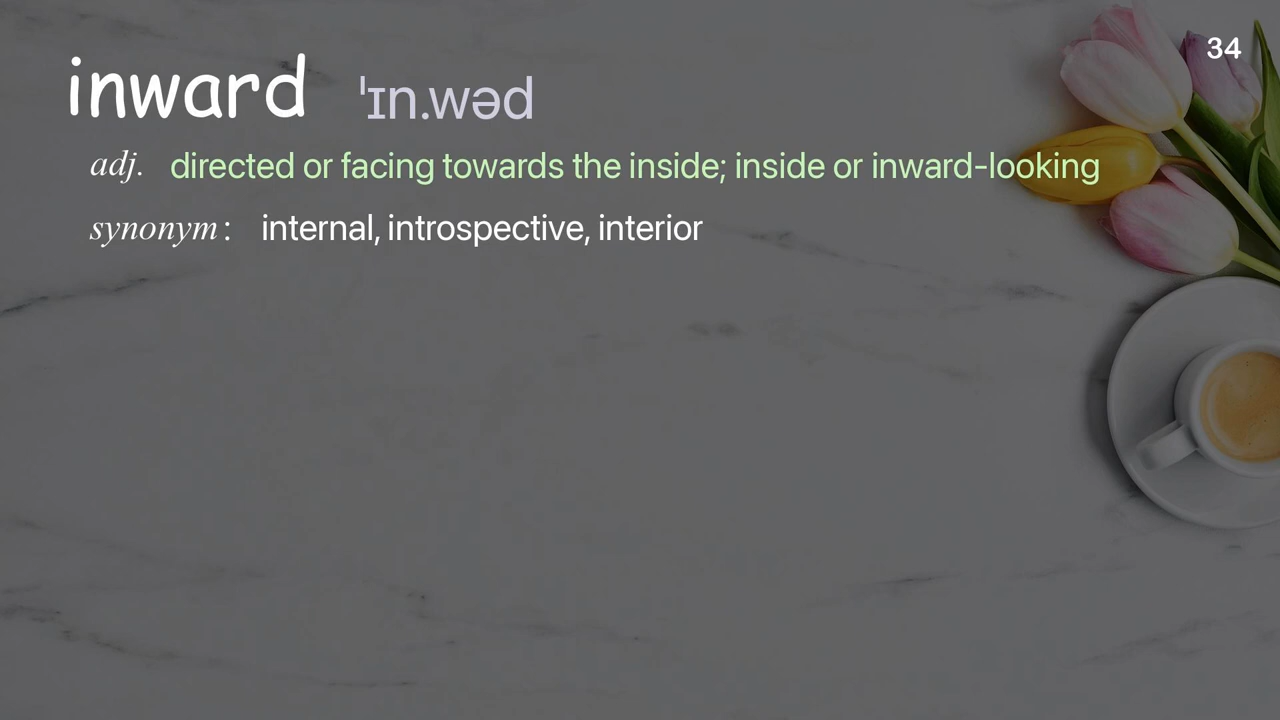 34
inward ˈɪn.wəd
adj. directed or facing towards the inside; inside or inward-looking
synonym: internal, introspective, interior